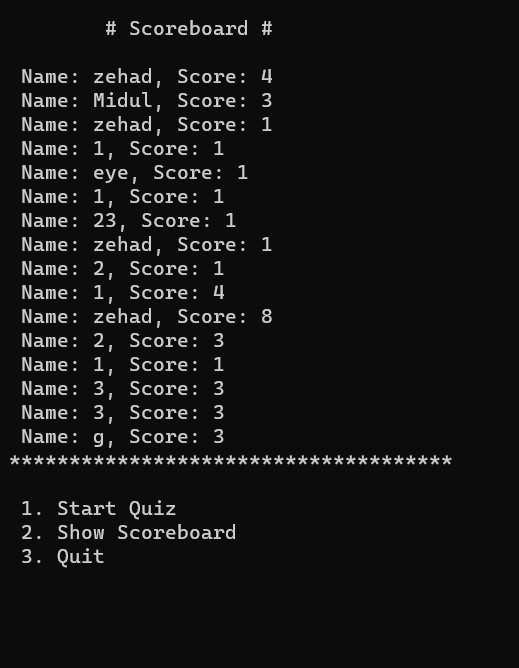 # Scoreboard #
Name: zehad, Score: 4
Name: Midul, Score: 3
Name: zehad, Score: 1
Name: 1, Score: 1
Name: eye, Score: 1
Name: 1, Score: 1
Name: 23, Score: 1
Name: zehad, Score: 1
Name: 2, Score: 1
Name: 1, Score: 4
Name: zehad, Score: 8
Name: 2, Score: 3
Name: 1, Score: 1
Name: 3, Score: 3
Name: 3, Score: 3
Name: g, Score: 3
*************************************
1. Start Quiz
2. Show Scoreboard
3. Quit